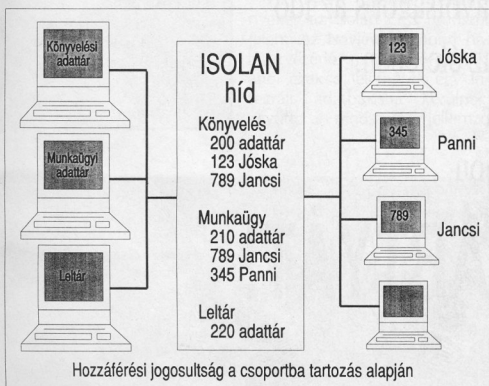 Könyvelési
adattár
Munkaügyi
adattár
Leltár
ISOLAN
híd
Könyvelés
200 adattár
123 Jóska
789 Jancsi
Munkaügy
210 adattár
789 Jancsi
345 Panni
Leltár
220 adattár
123
Jóska
345
Panni
789
Jancsi
Hozzáférési jogosultság a csoportba tartozás alapján